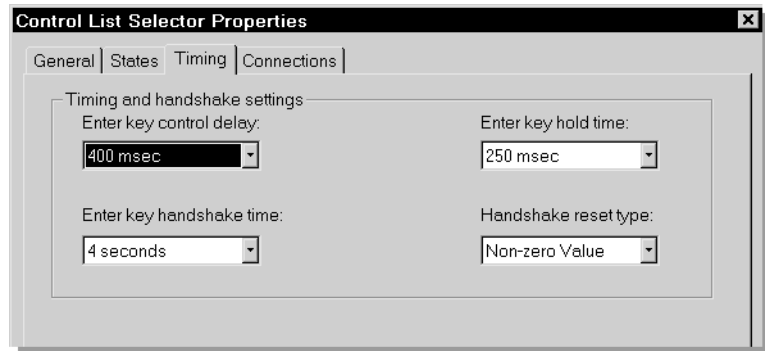 Control List Selector Properties
General States Timing Connections
Timing and handshake settings
Enter key control delay: Enter key hold time:
400 msec 250 msec
Enter key handshake time: Handshake reset type:
4 seconds Non-zero Value